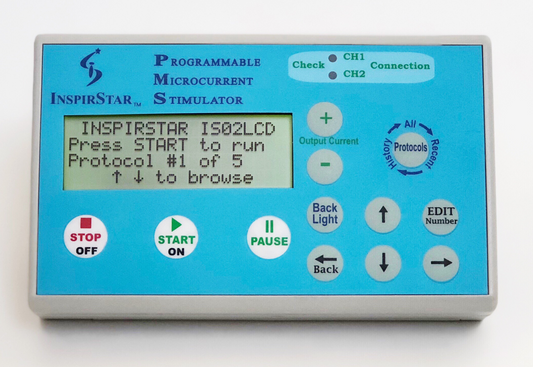 INSPIRSTAR™
PROGRAMMABLE
MICROCURRENT
STIMULATOR
Check
CH1
CH2
Connection
INSPIRSTAR IS02LCD
Press START to run
Protocol #1 of 5
↑ ↓ to browse
+
Output Current
−
All
Recent
History
Protocols
STOP
OFF
START
ON
PAUSE
Back
Light
↑
EDIT
Number
←
Back
↓
→